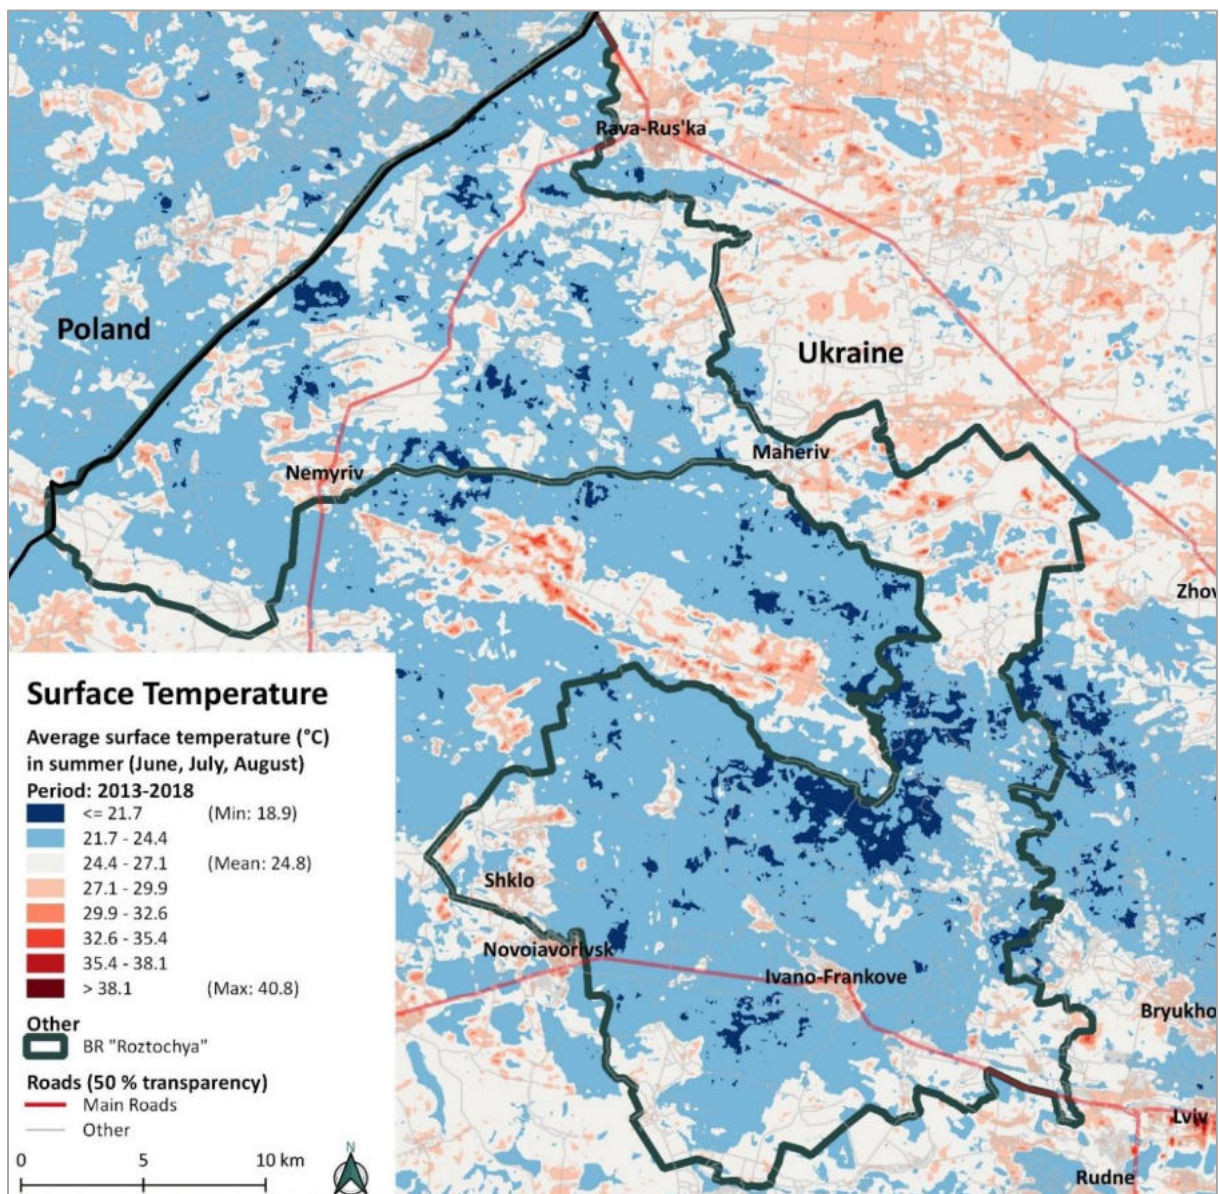 Rava-Rus'ka
Poland
Ukraine
Maheriv
Nemyriv
Zhov
Surface Temperature
Average surface temperature (°C)
in summer (June, July, August)
Period: 2013-2018
<= 21.7 (Min: 18.9)
21.7 - 24.4
24.4 - 27.1 (Mean: 24.8)
27.1 - 29.9
29.9 - 32.6
32.6 - 35.4
35.4 - 38.1
> 38.1 (Max: 40.8)
Other
BR "Roztochya"
Roads (50 % transparency)
Main Roads
Other
0 5 10 km
N
Shklo
Novoiavorivsk
Ivano-Frankove
Bryukho
Lviv
Rudne